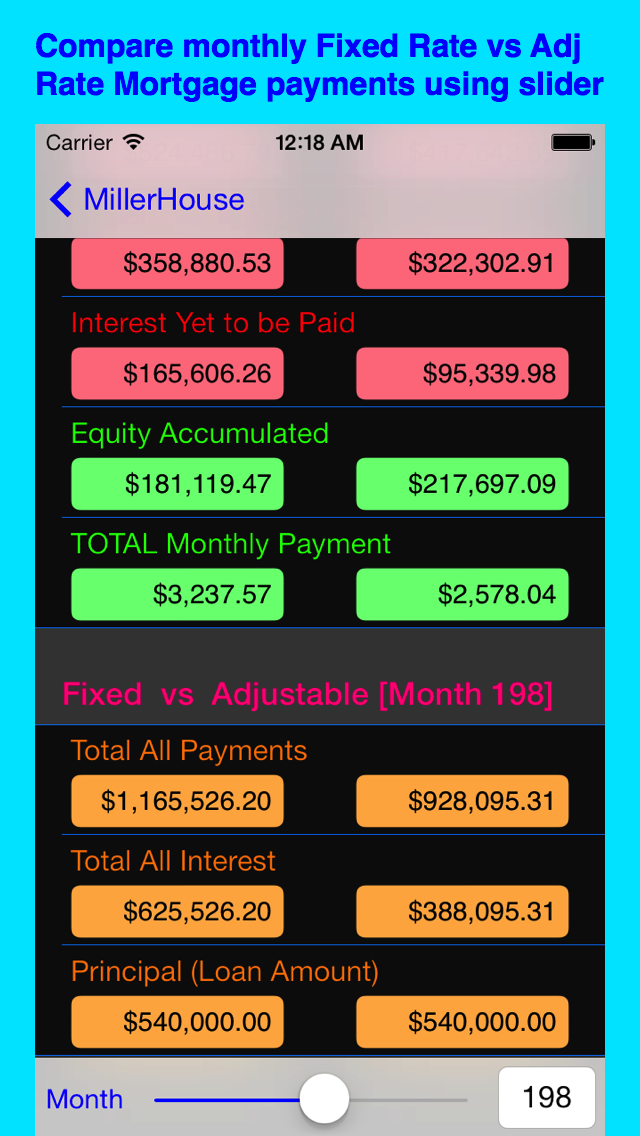 Compare monthly Fixed Rate vs Adj
Rate Mortgage payments using slider
Carrier 12:18 AM
MillerHouse
$358,880.53 $322,302.91
Interest Yet to be Paid
$165,606.26 $95,339.98
Equity Accumulated
$181,119.47 $217,697.09
TOTAL Monthly Payment
$3,237.57 $2,578.04
Fixed vs Adjustable [Month 198]
Total All Payments
$1,165,526.20 $928,095.31
Total All Interest
$625,526.20 $388,095.31
Principal (Loan Amount)
$540,000.00 $540,000.00
Month 198